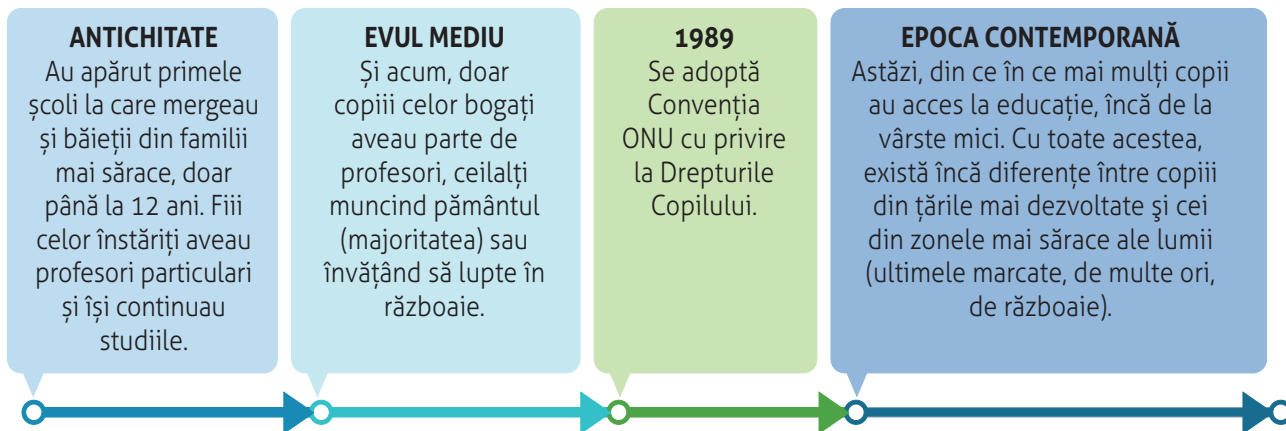 ANTICHITATE
Au apărut primele
școli la care mergeau
și băieții din familii
mai sărace, doar
până la 12 ani. Fiii
celor înstăriți aveau
profesori particulari
și își continuau
studiile.
EVUL MEDIU
Și acum, doar
copiii celor bogați
aveau parte de
profesori, ceilalți
muncind pământul
(majoritatea) sau
învățând să lupte în
războaie.
1989
Se adoptă
Convenția
ONU cu privire
la Drepturile
Copilului.
EPOCA CONTEMPORANĂ
Astăzi, din ce în ce mai mulți copii
au acces la educație, încă de la
vârste mici. Cu toate acestea,
există încă diferențe între copiii
din țările mai dezvoltate şi cei
din zonele mai sărace ale lumii
(ultimele marcate, de multe ori,
de războaie).